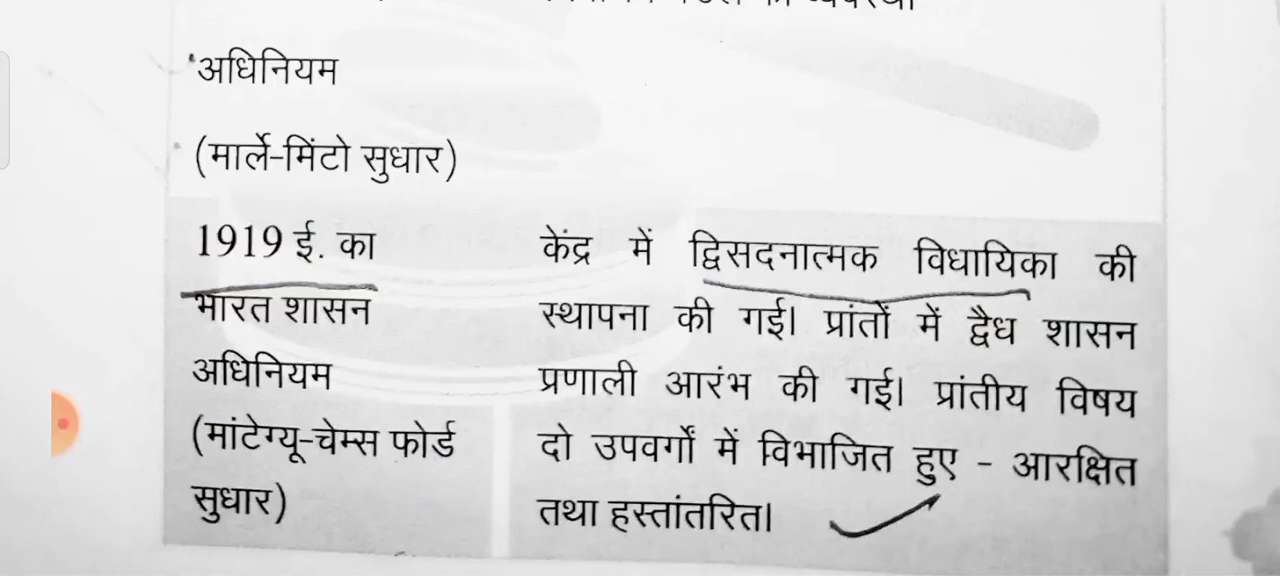 व्यवस्था
अधिनियम
(मार्ले-मिंटो सुधार)
1919 ई. का
भारत शासन
अधिनियम
(मांटेग्यू-चेम्स फोर्ड
सुधार)
केंद्र में द्विसदनात्मक विधायिका की
स्थापना की गई। प्रांतों में द्वैध शासन
प्रणाली आरंभ की गई। प्रांतीय विषय
दो उपवर्गों में विभाजित हुए - आरक्षित
तथा हस्तांतरित।